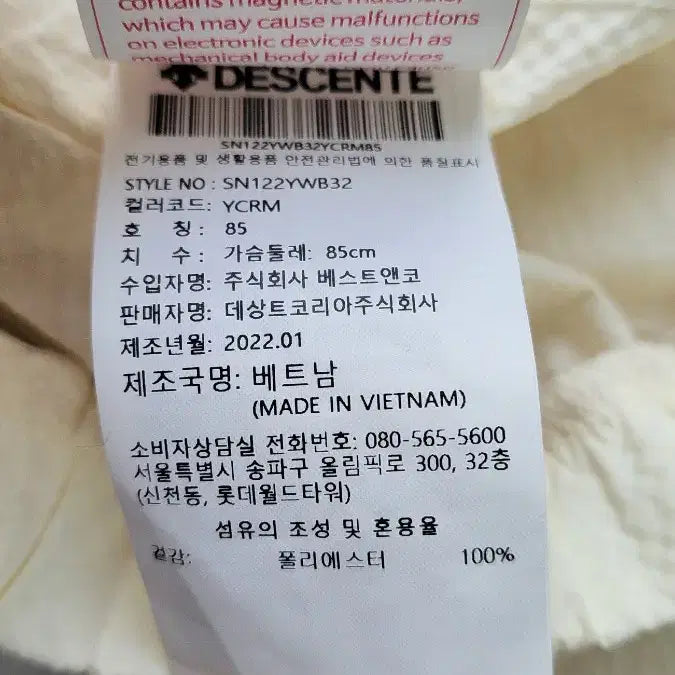 contains magnetic materials,
which may cause malfunctions
on electronic devices such as
mechanical body aid devices
DESCENTE
SN122YWB32YCRM85
전기용품 및 생활용품 안전관리법에 의한 품질표시
STYLE NO : SN122YWB32
컬러코드: YCRM
호 칭 : 85
치 수 : 가슴둘레: 85cm
수입자명: 주식회사 베스트앤코
판매자명: 데상트코리아주식회사
제조년월: 2022.01
제조국명: 베트남
(MADE IN VIETNAM)
소비자상담실 전화번호: 080-565-5600
서울특별시 송파구 올림픽로 300, 32층
(신천동, 롯데월드타워)
섬유의 조성 및 혼용율
겉감: 폴리에스터 100%